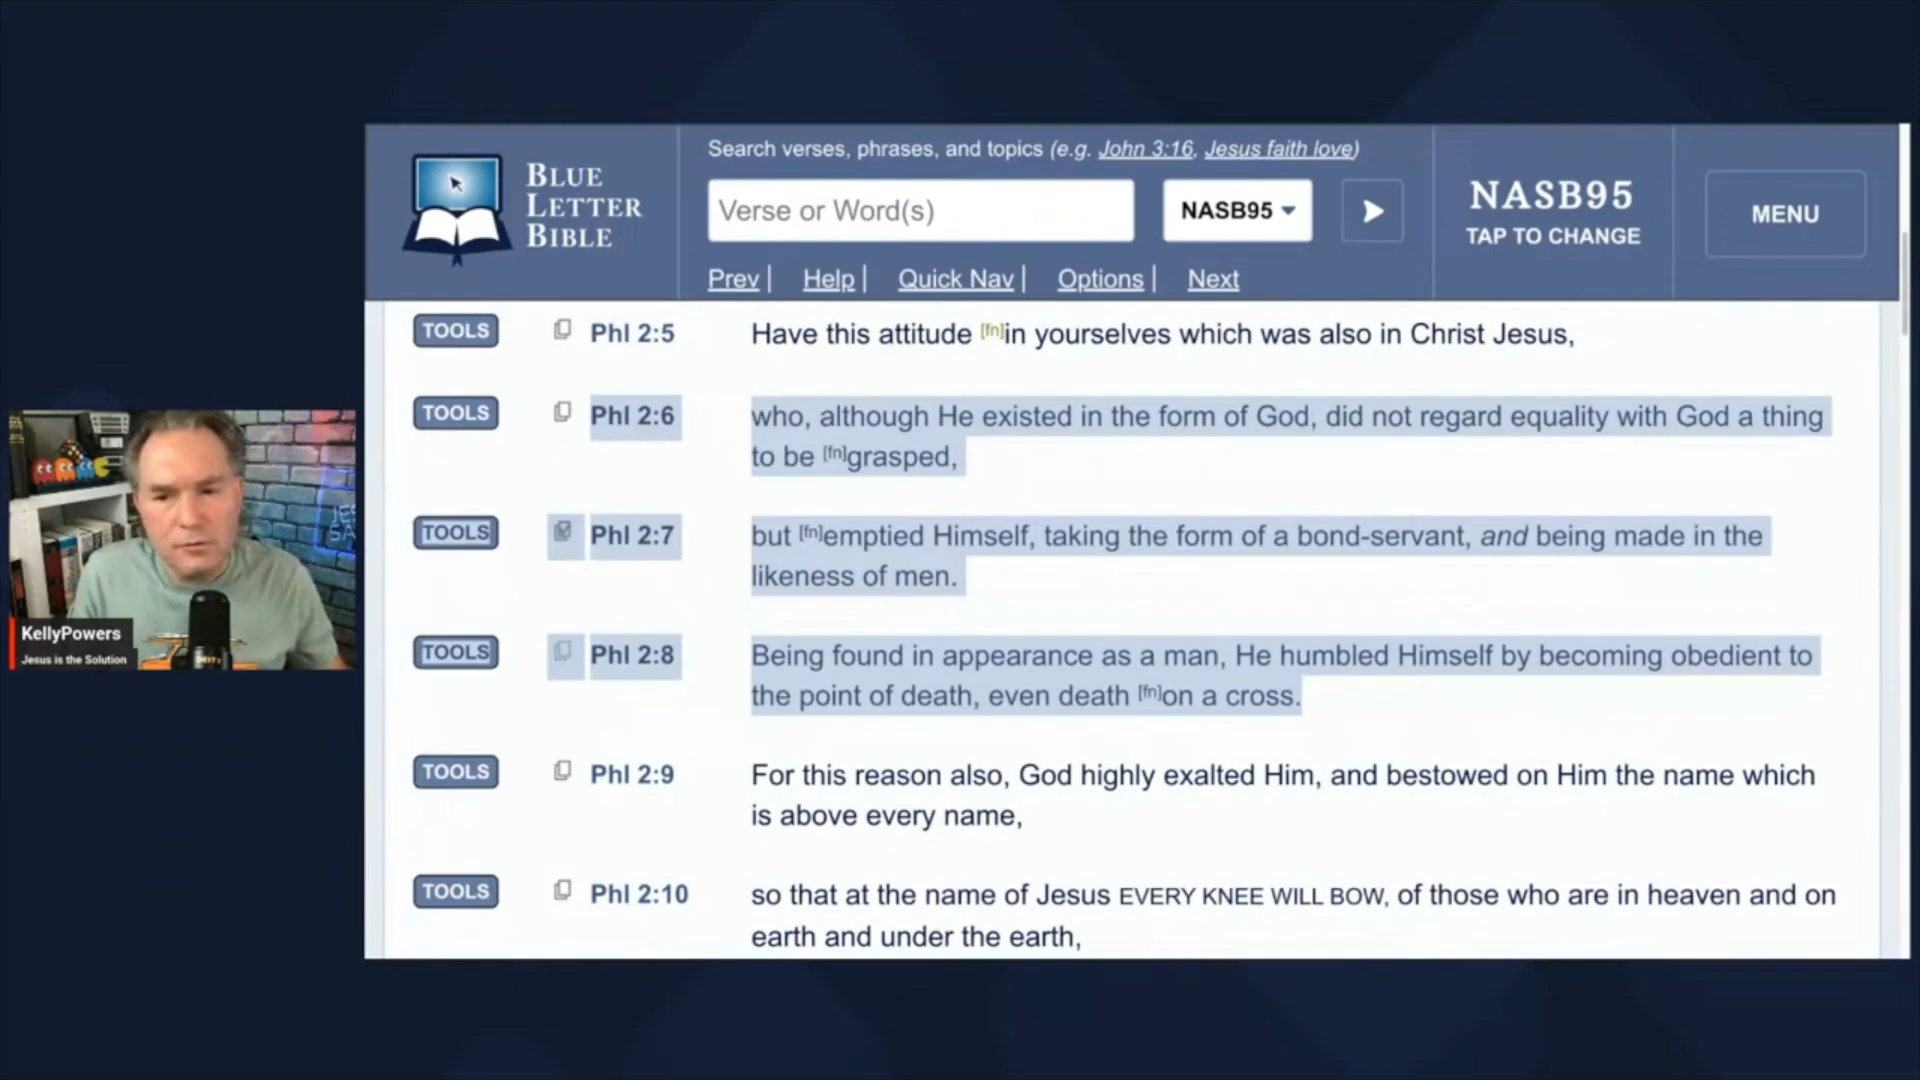 BLUE
LETTER
BIBLE
Search verses, phrases, and topics (e.g. John 3:16, Jesus faith love)
Verse or Word(s)
NASB95
Prev | Help | Quick Nav | Options | Next
NASB95
TAP TO CHANGE
MENU
TOOLS Phl 2:5 Have this attitude [fn]in yourselves which was also in Christ Jesus,
TOOLS Phl 2:6 who, although He existed in the form of God, did not regard equality with God a thing
to be [fn]grasped,
TOOLS Phl 2:7 but [fn]emptied Himself, taking the form of a bond-servant, and being made in the
likeness of men.
TOOLS Phl 2:8 Being found in appearance as a man, He humbled Himself by becoming obedient to
the point of death, even death [fn]on a cross.
TOOLS Phl 2:9 For this reason also, God highly exalted Him, and bestowed on Him the name which
is above every name,
TOOLS Phl 2:10 so that at the name of Jesus EVERY KNEE WILL BOW, of those who are in heaven and on
earth and under the earth,
KellyPowers
Jesus is the Solution